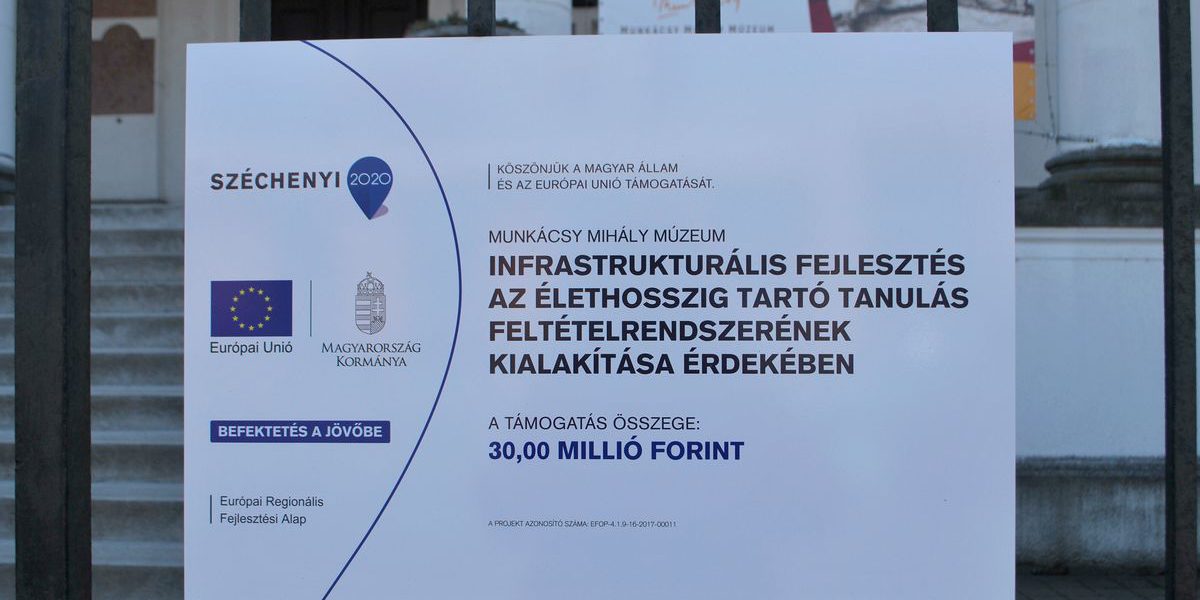 MUNKÁCSY MIHÁLY MÚZEUM
SZÉCHENYI 2020
Európai Unió
MAGYARORSZÁG
KORMÁNYA
BEFEKTETÉS A JÖVŐBE
Európai Regionális
Fejlesztési Alap
KÖSZÖNJÜK A MAGYAR ÁLLAM
ÉS AZ EURÓPAI UNIÓ TÁMOGATÁSÁT.
MUNKÁCSY MIHÁLY MÚZEUM
INFRASTRUKTURÁLIS FEJLESZTÉS
AZ ÉLETHOSSZIG TARTÓ TANULÁS
FELTÉTELRENDSZERÉNEK
KIALAKÍTÁSA ÉRDEKÉBEN
A TÁMOGATÁS ÖSSZEGE:
30,00 MILLIÓ FORINT
A PROJEKT AZONOSÍTÓ SZÁMA: EFOP-4.1.9-16-2017-00011